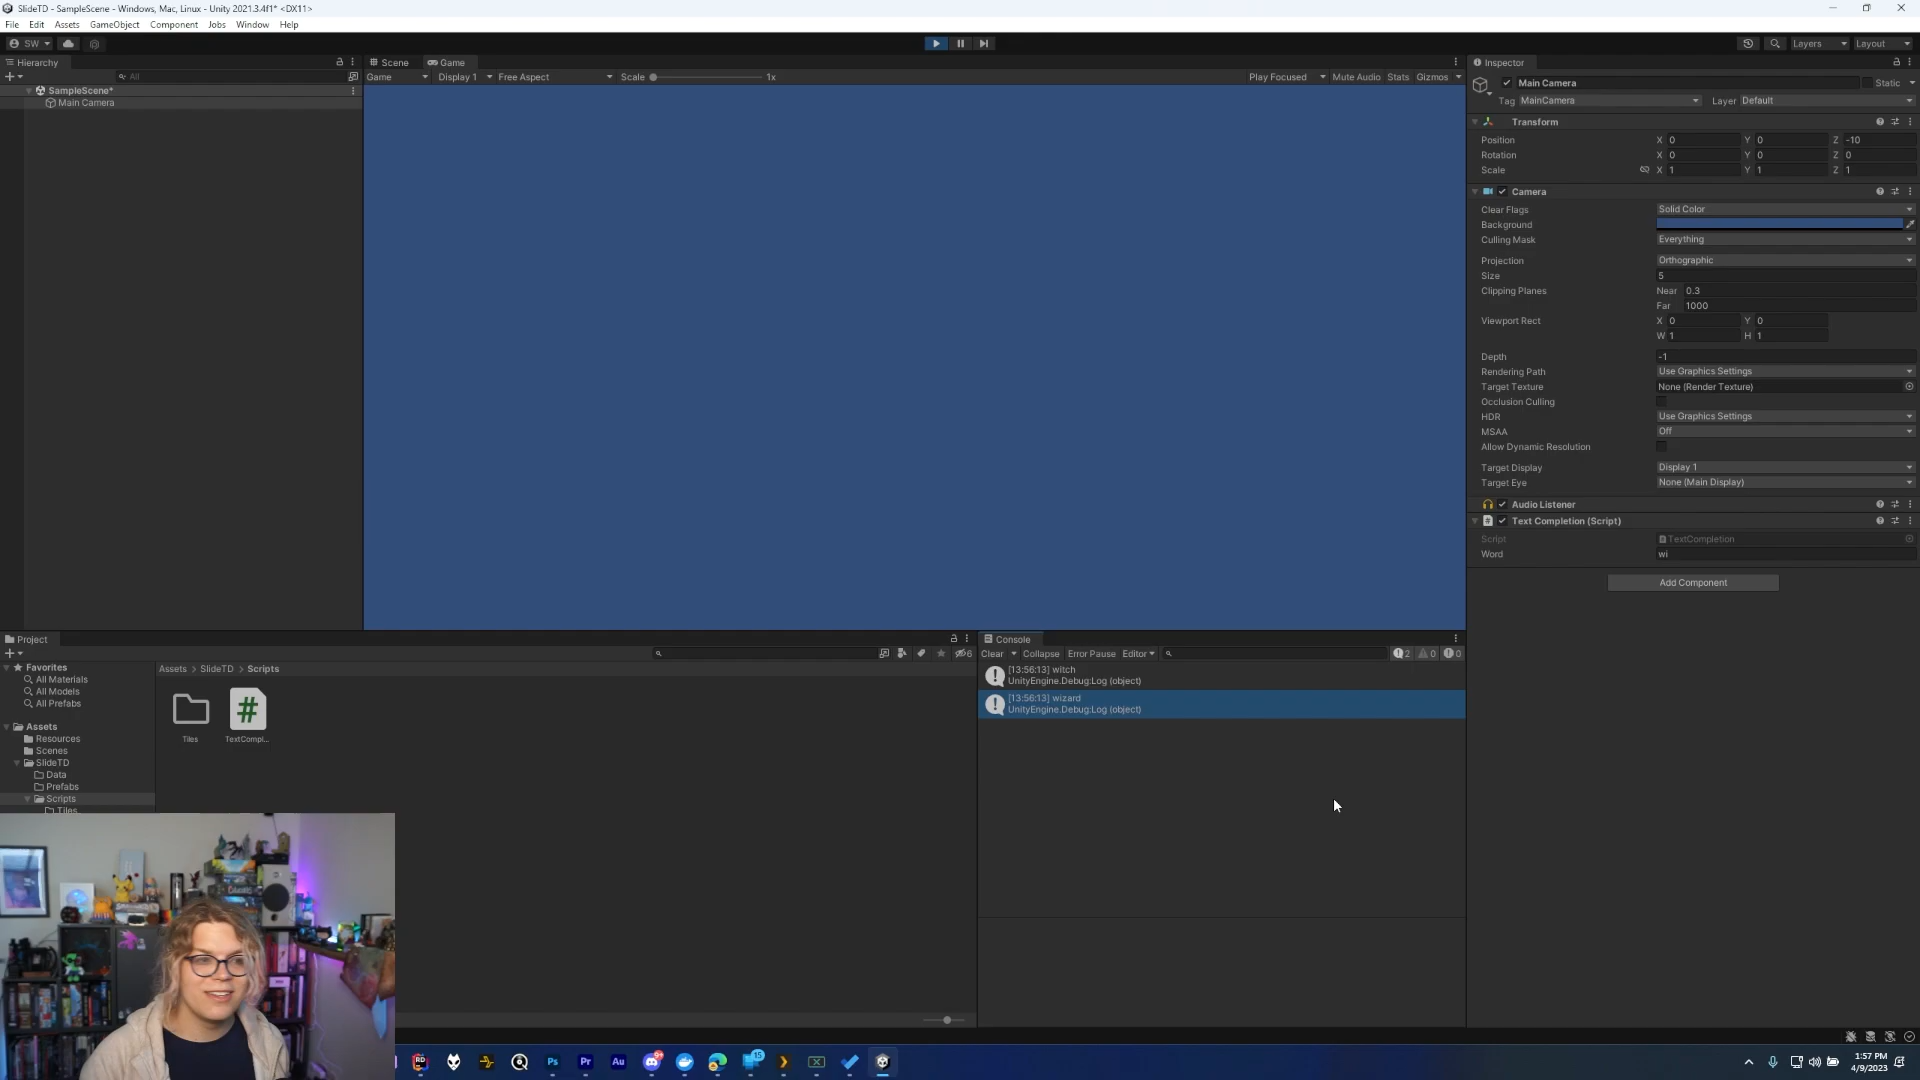 SlideTD - SampleScene - Windows, Mac, Linux - Unity 2021.3.4f1* <DX11>
File Edit Assets GameObject Component Jobs Window Help
SW Layers Layout
Hierarchy
All
SampleScene*
Main Camera
Scene Game
Game Display 1 Free Aspect Scale 1x Play Focused Mute Audio Stats Gizmos
Inspector
Main Camera Static
Tag MainCamera Layer Default
Transform
Position X 0 Y 0 Z -10
Rotation X 0 Y 0 Z 0
Scale X 1 Y 1 Z 1
Camera
Clear Flags Solid Color
Background
Culling Mask Everything
Projection Orthographic
Size 5
Clipping Planes Near 0.3
Far 1000
Viewport Rect X 0 Y 0
W 1 H 1
Depth -1
Rendering Path Use Graphics Settings
Target Texture None (Render Texture)
Occlusion Culling
HDR Use Graphics Settings
MSAA Off
Allow Dynamic Resolution
Target Display Display 1
Target Eye None (Main Display)
Audio Listener
Text Completion (Script)
Script TextCompletion
Word wi
Add Component
Project
6
Favorites
All Materials
All Models
All Prefabs
Assets
Resources
Scenes
SlideTD
Data
Prefabs
Scripts
Tiles
Assets > SlideTD > Scripts
Tiles
TextCompl...
Console
Clear Collapse Error Pause Editor 2 0 0
[13:56:13] witch
UnityEngine.Debug:Log (object)
[13:56:13] wizard
UnityEngine.Debug:Log (object)
RD Ps Pr Au 15
1:57 PM
4/9/2023